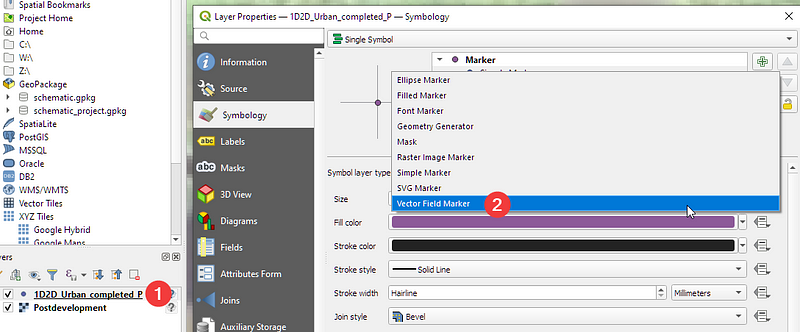 Spatial Bookmarks
Project Home
Home
C:\
W:\
Z:\
GeoPackage
schematic.gpkg
schematic_project.gpkg
SpatiaLite
PostGIS
MSSQL
Oracle
DB2
WMS/WMTS
Vector Tiles
XYZ Tiles
Google Hybrid
Google Maps
yers
1D2D_Urban_completed_P
1
?
Postdevelopment
Layer Properties — 1D2D_Urban_completed_P — Symbology
Information
Source
Symbology
abc Labels
abc Masks
3D View
Diagrams
Fields
Attributes Form
Joins
Auxiliary Storage
Single Symbol
Marker
Ellipse Marker
Filled Marker
Font Marker
Geometry Generator
Mask
Raster Image Marker
Simple Marker
SVG Marker
Vector Field Marker
2
Symbol layer type
Size
Fill color
Stroke color
Stroke style
Solid Line
Stroke width
Hairline
Millimeters
Join style
Bevel